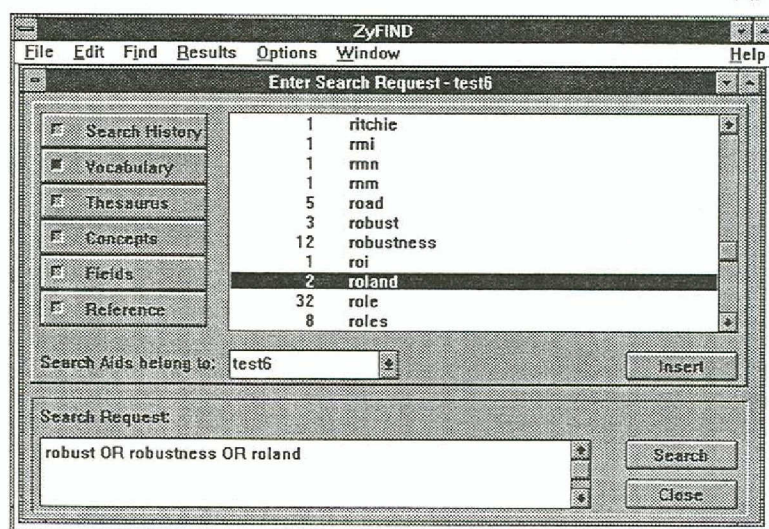 ZyFIND
File Edit Find Results Options Window Help
Enter Search Request - test6
Search History
Vocabulary
Thesaurus
Concepts
Fields
Reference
1 ritchie
1 rmi
1 rmn
1 rnm
5 road
3 robust
12 robustness
1 roi
2 roland
32 role
8 roles
Search Aids belong to: test6 Insert
Search Request:
robust OR robustness OR roland
Search
Close